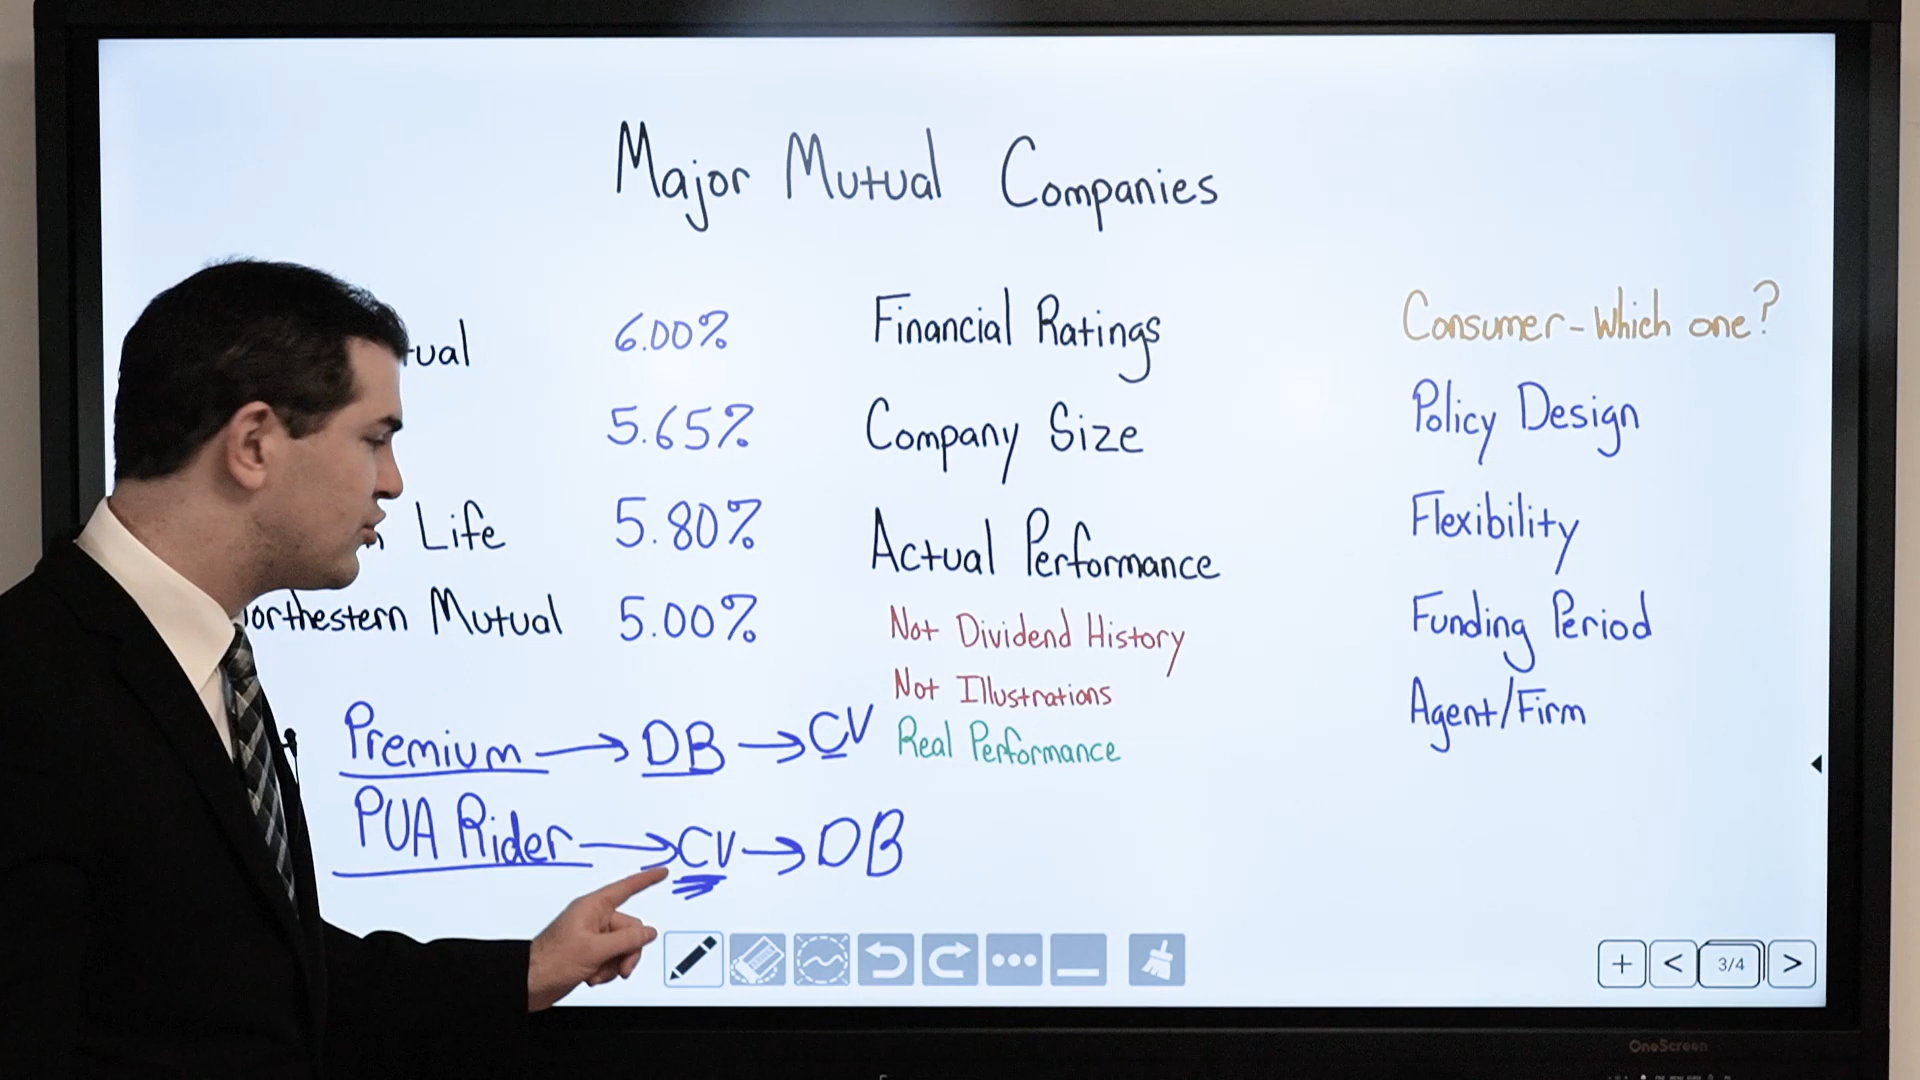 Major Mutual Companies
tual 6.00%
5.65%
Life 5.80%
orthestern Mutual 5.00%
Financial Ratings
Company Size
Actual Performance
Not Dividend History
Not Illustrations
Real Performance
Consumer - Which one?
Policy Design
Flexibility
Funding Period
Agent/Firm
Premium → DB → CV
PUA Rider → CV → DB
+ < 3/4 >
OneScreen